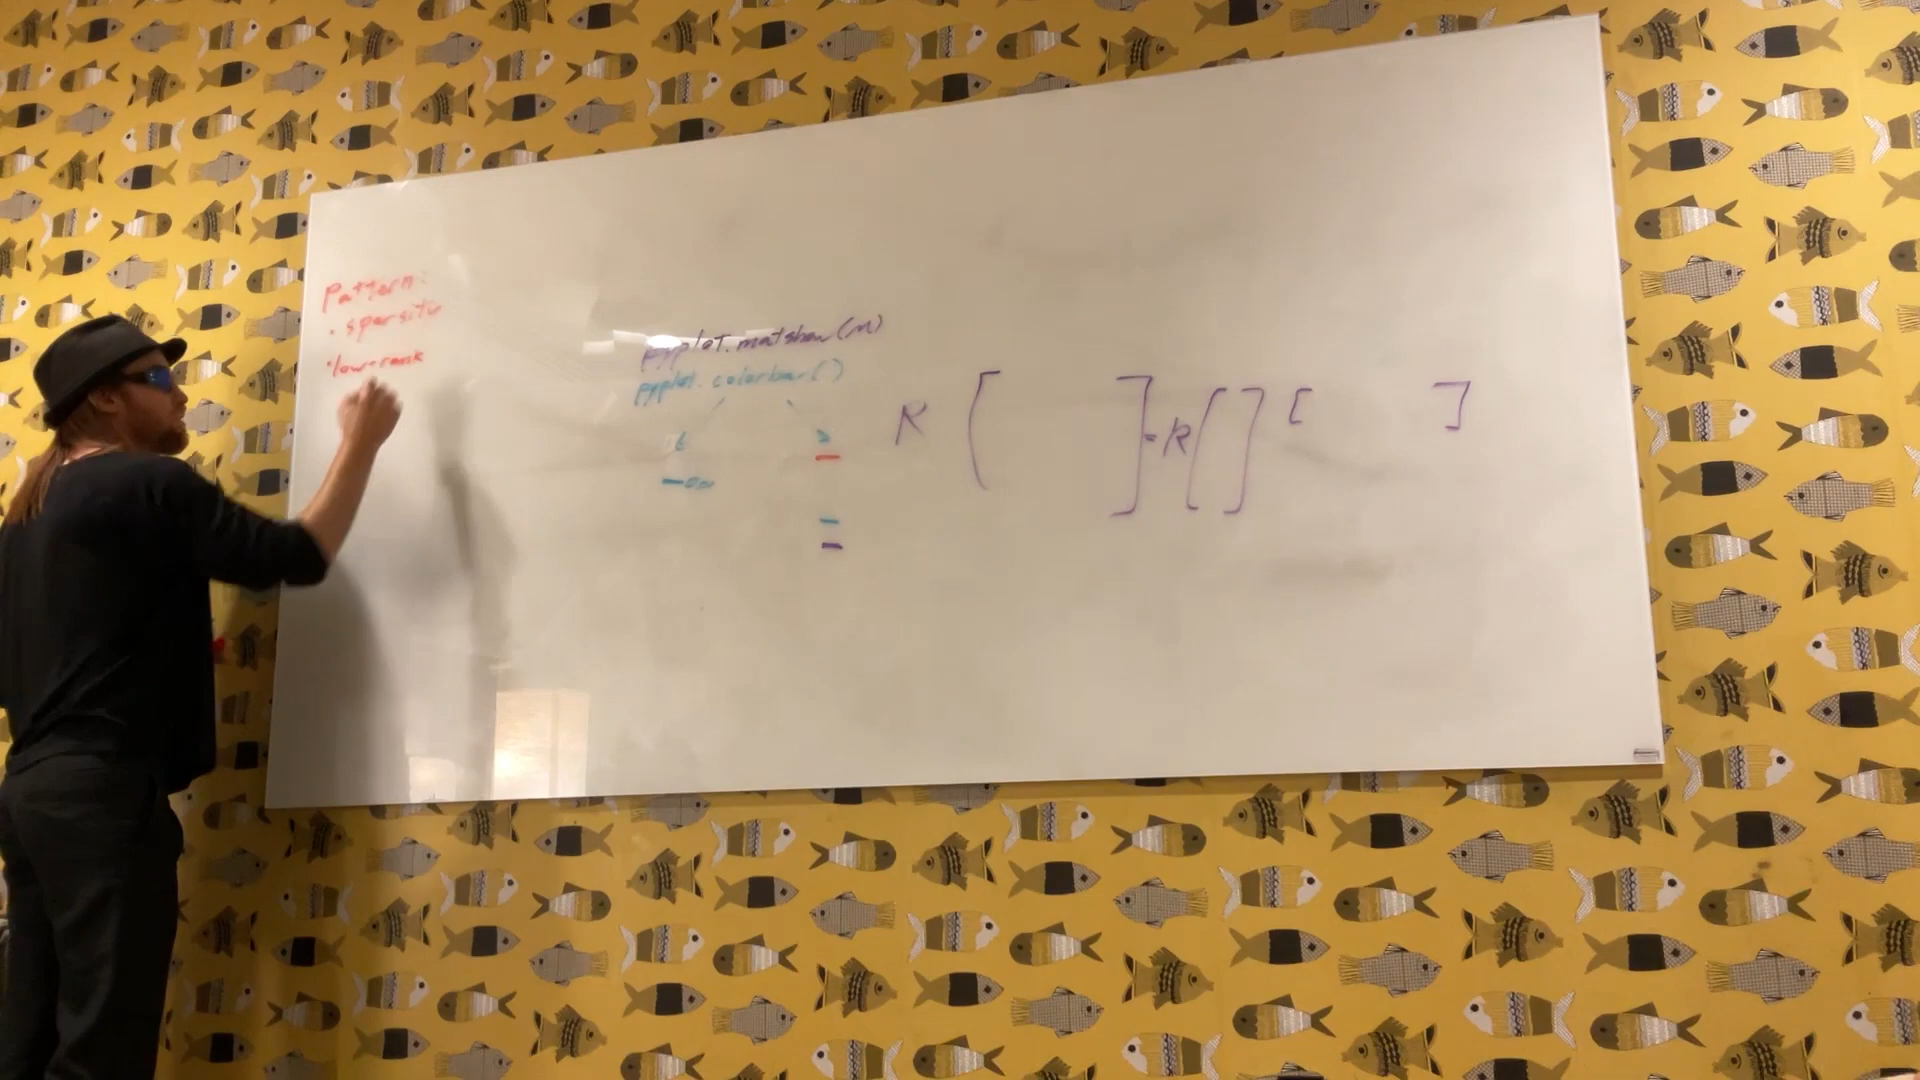 Pattern:
· sparsity
· low-rank
pyplot.matshow(m)
pyplot.colorbar()
R [ ] = R [ ] [ ]